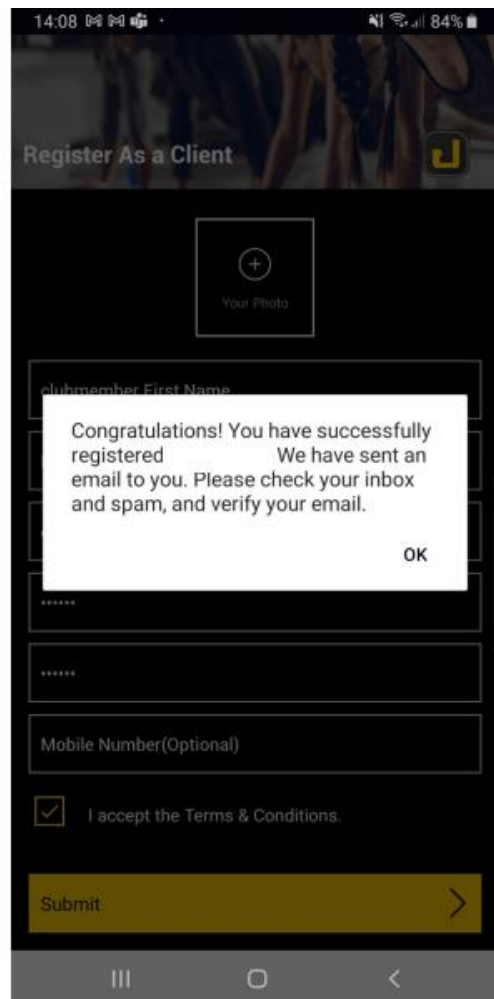 14:08
84%
Register As a Client
Your Photo
clubmember First Name
Congratulations! You have successfully
registered We have sent an
email to you. Please check your inbox
and spam, and verify your email.
OK
••••••
••••••
Mobile Number(Optional)
I accept the Terms & Conditions.
Submit